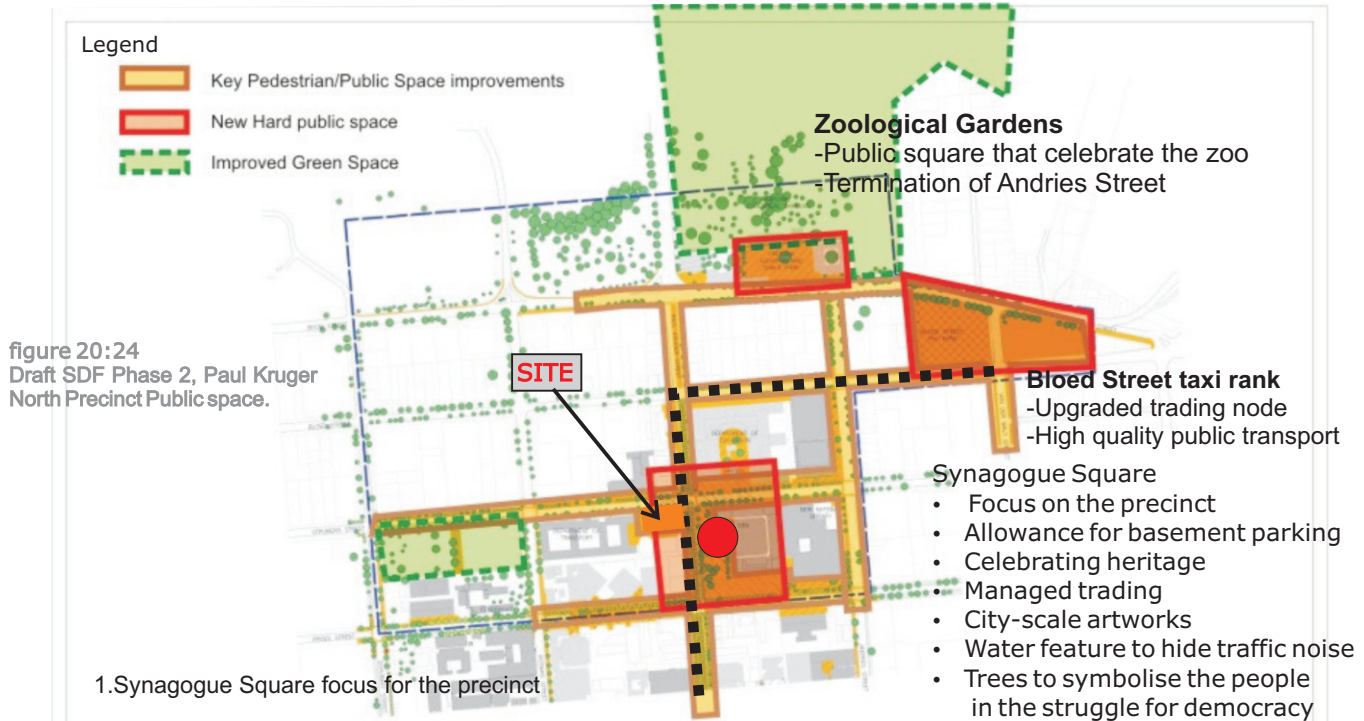 Legend
Key Pedestrian/Public Space improvements
New Hard public space
Improved Green Space
Zoological Gardens
-Public square that celebrate the zoo
-Termination of Andries Street
figure 20:24
Draft SDF Phase 2, Paul Kruger
North Precinct Public space.
SITE
Bloed Street taxi rank
-Upgraded trading node
-High quality public transport
Synagogue Square
• Focus on the precinct
• Allowance for basement parking
• Celebrating heritage
• Managed trading
• City-scale artworks
• Water feature to hide traffic noise
• Trees to symbolise the people
in the struggle for democracy
1.Synagogue Square focus for the precinct